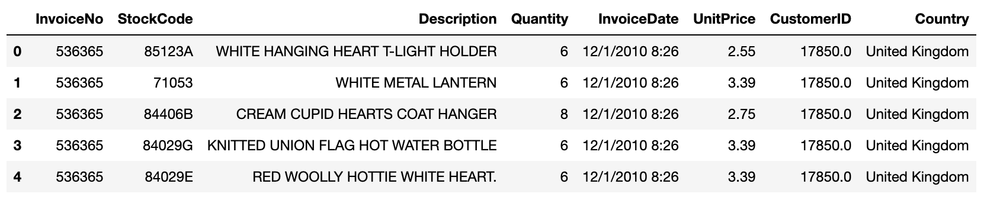 InvoiceNo StockCode Description Quantity InvoiceDate UnitPrice CustomerID Country
0 536365 85123A WHITE HANGING HEART T-LIGHT HOLDER 6 12/1/2010 8:26 2.55 17850.0 United Kingdom
1 536365 71053 WHITE METAL LANTERN 6 12/1/2010 8:26 3.39 17850.0 United Kingdom
2 536365 84406B CREAM CUPID HEARTS COAT HANGER 8 12/1/2010 8:26 2.75 17850.0 United Kingdom
3 536365 84029G KNITTED UNION FLAG HOT WATER BOTTLE 6 12/1/2010 8:26 3.39 17850.0 United Kingdom
4 536365 84029E RED WOOLLY HOTTIE WHITE HEART. 6 12/1/2010 8:26 3.39 17850.0 United Kingdom